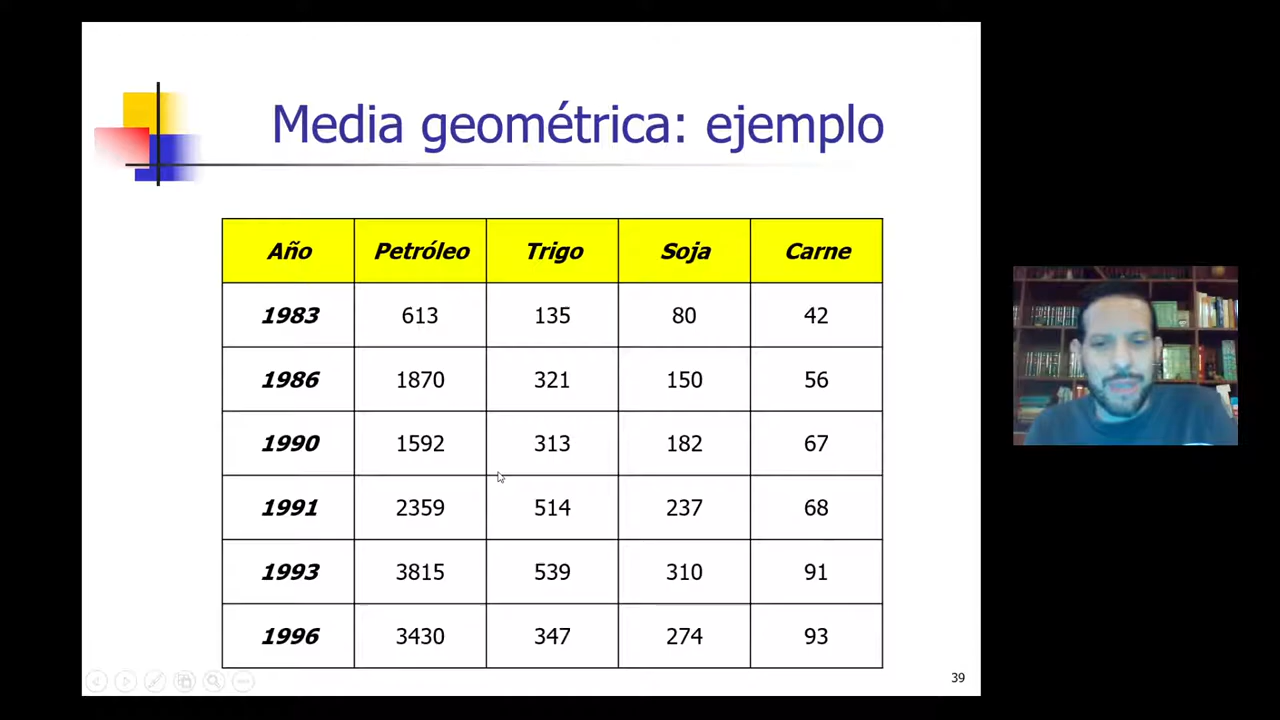 Media geométrica: ejemplo
Año Petróleo Trigo Soja Carne
1983 613 135 80 42
1986 1870 321 150 56
1990 1592 313 182 67
1991 2359 514 237 68
1993 3815 539 310 91
1996 3430 347 274 93
39